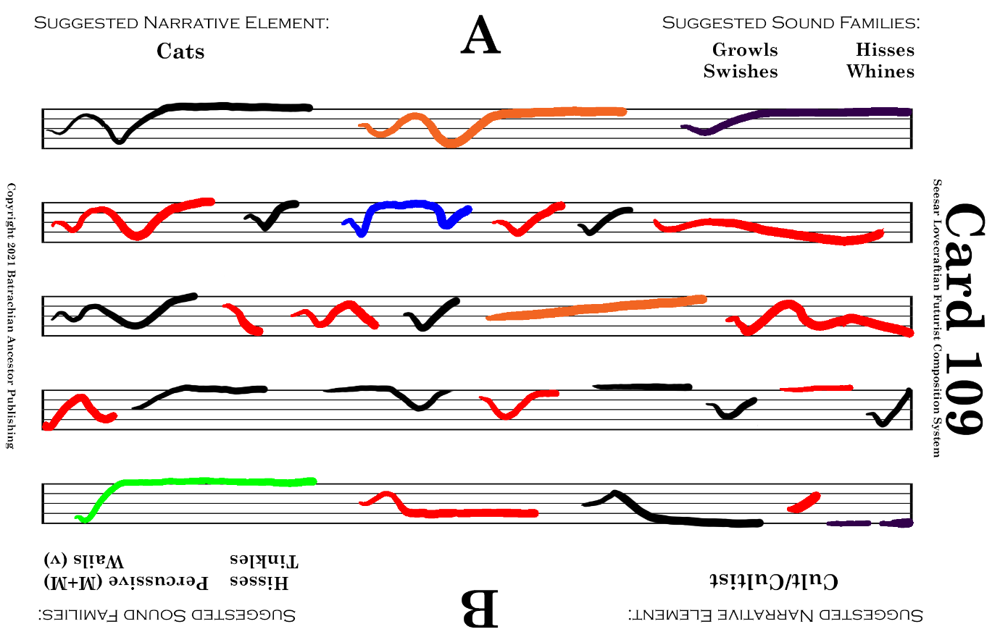 Suggested Narrative Element:
Cats
A
Suggested Sound Families:
Growls Hisses
Swishes Whines
Copyright 2021 Batrachian Ancestor Publishing
Seesar Lovecraftian Futurist Composition System
Card 109
B
Suggested Narrative Element:
Cult/Cultist
Suggested Sound Families:
Hisses Percussive (M+M)
Tinkles Wails (v)